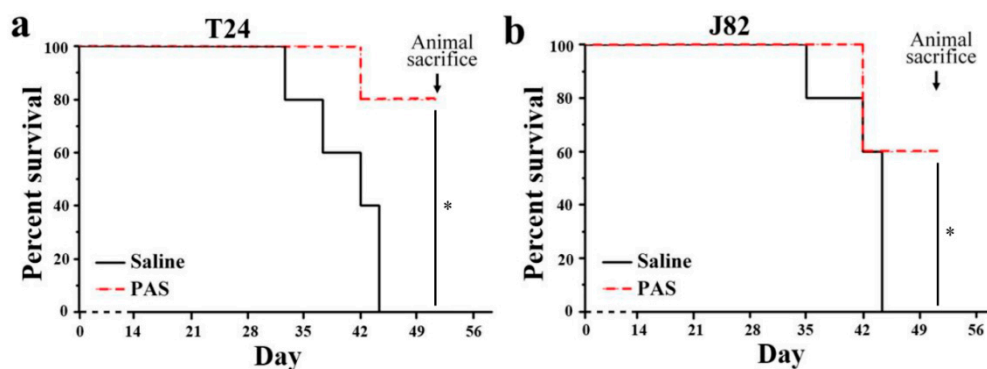 a
T24
Percent survival
100
80
60
40
20
0
Animal
sacrifice
*
Saline
PAS
0 14 21 28 35 42 49 56
Day
b
J82
Percent survival
100
80
60
40
20
0
Animal
sacrifice
*
Saline
PAS
0 14 21 28 35 42 49 56
Day